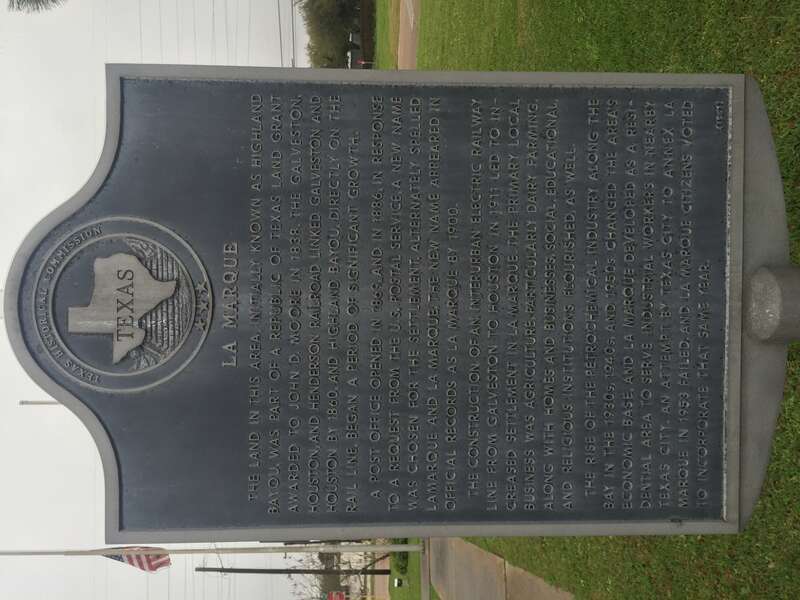 TEXAS HISTORICAL COMMISSION
TEXAS
LA MARQUE
THE LAND IN THIS AREA, INITIALLY KNOWN AS HIGHLAND
BAYOU, WAS PART OF A REPUBLIC OF TEXAS LAND GRANT
AWARDED TO JOHN D. MOORE IN 1838. THE GALVESTON,
HOUSTON, AND HENDERSON RAILROAD LINKED GALVESTON AND
HOUSTON BY 1860, AND HIGHLAND BAYOU, DIRECTLY ON THE
RAIL LINE, BEGAN A PERIOD OF SIGNIFICANT GROWTH.
A POST OFFICE OPENED IN 1865, AND IN 1886, IN RESPONSE
TO A REQUEST FROM THE U.S. POSTAL SERVICE, A NEW NAME
WAS CHOSEN FOR THE SETTLEMENT. ALTERNATELY SPELLED
LAMARQUE AND LA MARQUE, THE NEW NAME APPEARED IN
OFFICIAL RECORDS AS LA MARQUE BY 1900.
THE CONSTRUCTION OF AN INTERURBAN ELECTRIC RAILWAY
LINE FROM GALVESTON TO HOUSTON IN 1911 LED TO IN-
CREASED SETTLEMENT IN LA MARQUE. THE PRIMARY LOCAL
BUSINESS WAS AGRICULTURE, PARTICULARLY DAIRY FARMING.
ALONG WITH HOMES AND BUSINESSES, SOCIAL, EDUCATIONAL,
AND RELIGIOUS INSTITUTIONS FLOURISHED, AS WELL.
THE RISE OF THE PETROCHEMICAL INDUSTRY ALONG THE
BAY IN THE 1930s, 1940s, AND 1950s CHANGED THE AREA'S
ECONOMIC BASE, AND LA MARQUE DEVELOPED AS A RESI-
DENTIAL AREA TO SERVE INDUSTRIAL WORKERS IN NEARBY
TEXAS CITY. AN ATTEMPT BY TEXAS CITY TO ANNEX LA
MARQUE IN 1953 FAILED, AND LA MARQUE CITIZENS VOTED
TO INCORPORATE THAT SAME YEAR.